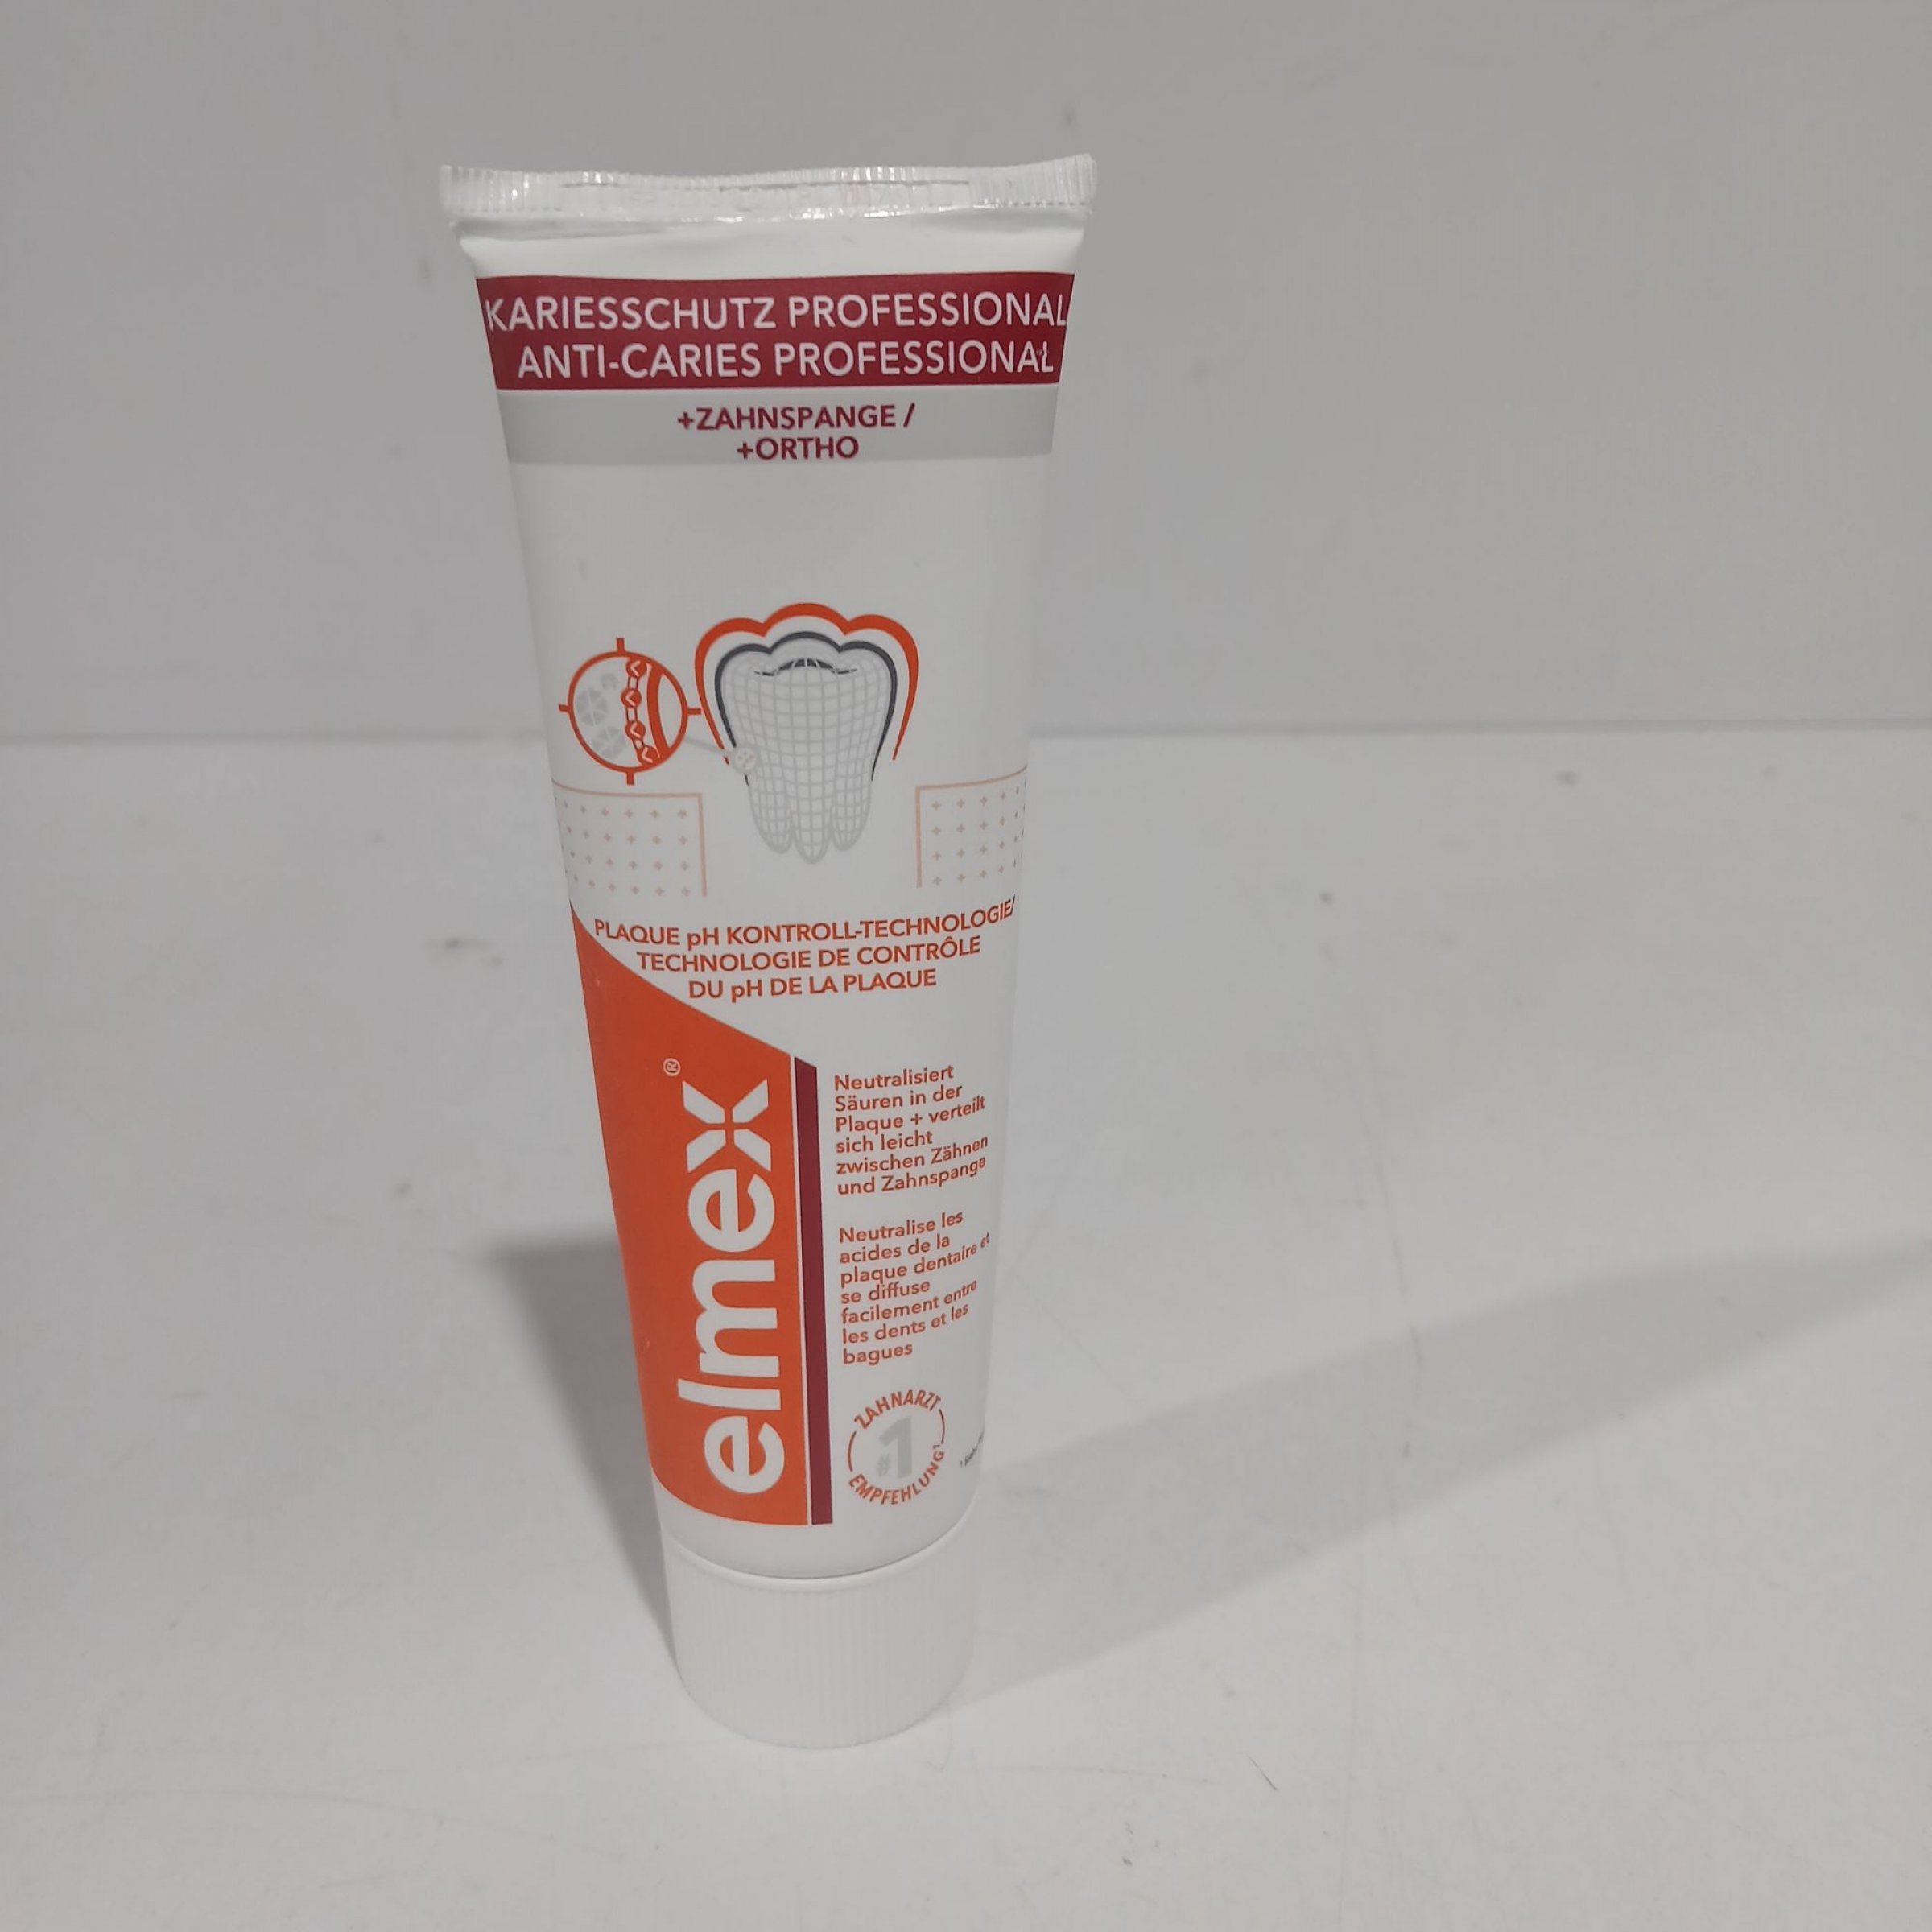 KARIESSCHUTZ PROFESSIONAL
ANTI-CARIES PROFESSIONAL
+ZAHNSPANGE /
+ORTHO
PLAQUE pH KONTROLL-TECHNOLOGIE/
TECHNOLOGIE DE CONTRÔLE
DU pH DE LA PLAQUE
elmex®
Neutralisiert
Säuren in der
Plaque + verteilt
sich leicht
zwischen Zähnen
und Zahnspange
Neutralise les
acides de la
plaque dentaire et
se diffuse
facilement entre
les dents et les
bagues
ZAHNARZT
#1
EMPFEHLUNG¹